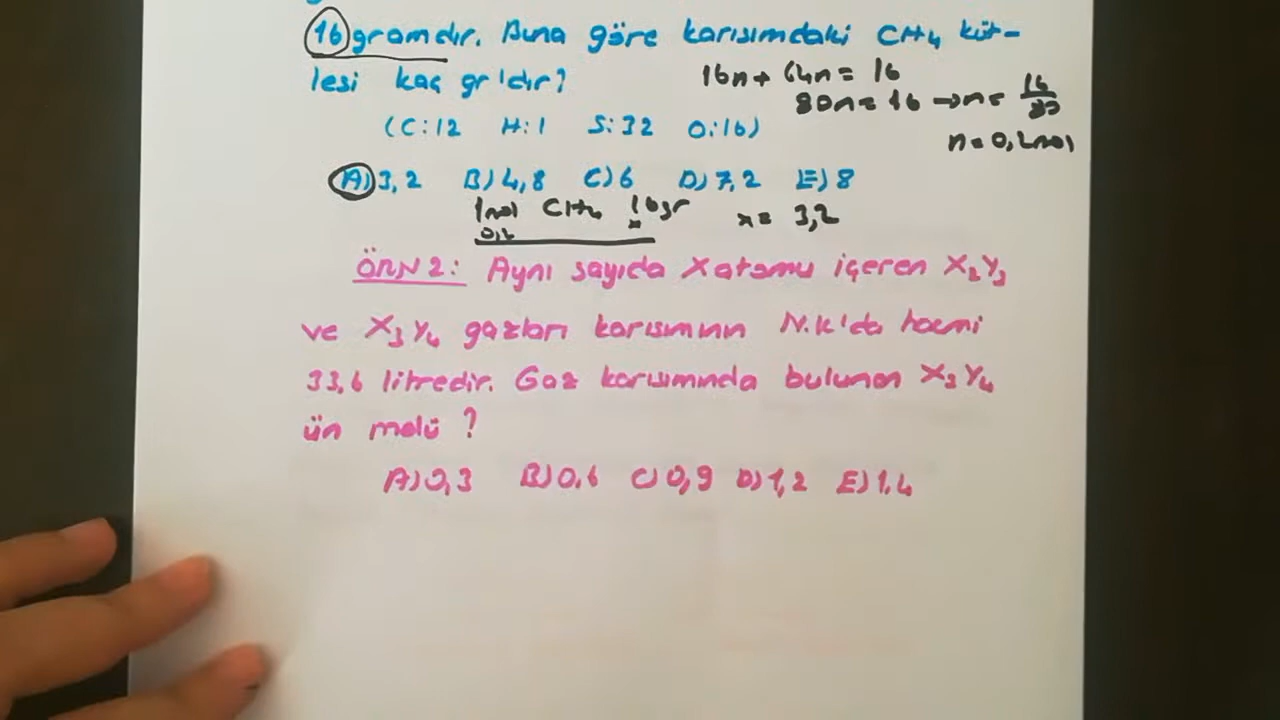 16 gramdır. Buna göre karışımdaki CH₄ küt-
lesi kaç gr'dır?
16n + 64n = 16
80n = 16 → n = 16/80
n = 0,2 mol
(C:12 H:1 S:32 O:16)
A) 3,2 B) 4,8 C) 6 D) 7,2 E) 8
1 mol CH₄ 16gr
0,2 x
x = 3,2
ÖRN 2: Aynı sayıda X atomu içeren X₂Y₃
ve X₃Y₄ gazları karışımının N.K'da hacmi
33,6 litredir. Gaz karışımında bulunan X₃Y₄
ün molü ?
A) 0,3 B) 0,6 C) 0,9 D) 1,2 E) 1,4